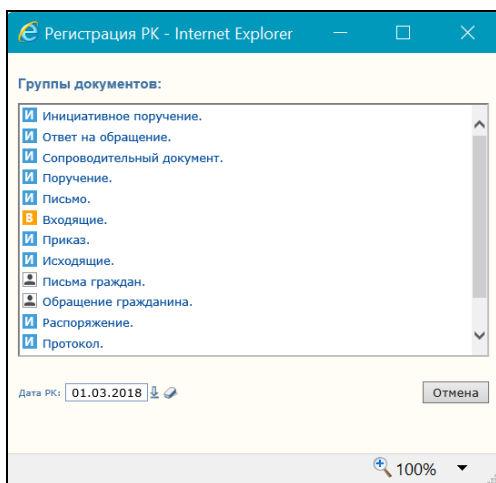 Регистрация РК - Internet Explorer
Группы документов:
И Инициативное поручение.
И Ответ на обращение.
И Сопроводительный документ.
И Поручение.
И Письмо.
В Входящие.
И Приказ.
И Исходящие.
Письма граждан.
Обращение гражданина.
И Распоряжение.
И Протокол.
Дата РК: 01.03.2018 Отмена
100%